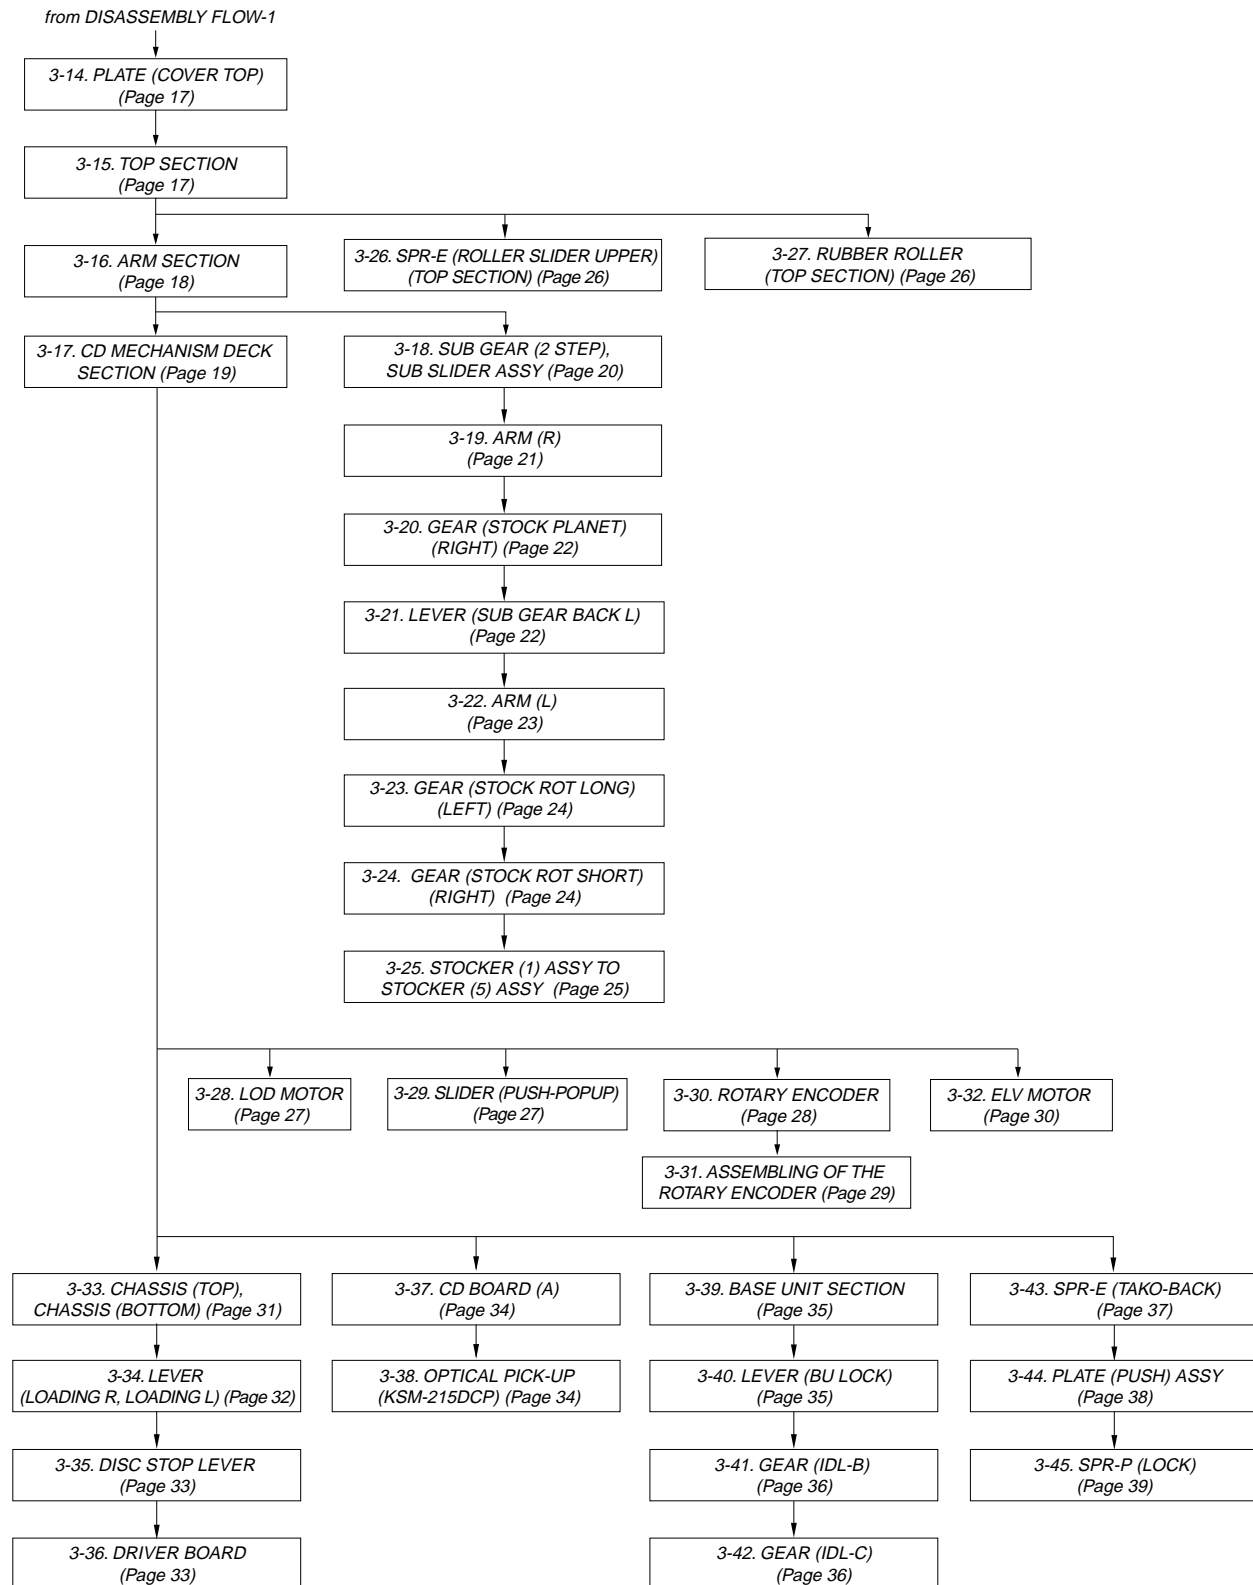 from DISASSEMBLY FLOW-1
3-14. PLATE (COVER TOP)
(Page 17)
3-15. TOP SECTION
(Page 17)
3-16. ARM SECTION
(Page 18)
3-26. SPR-E (ROLLER SLIDER UPPER)
(TOP SECTION) (Page 26)
3-27. RUBBER ROLLER
(TOP SECTION) (Page 26)
3-17. CD MECHANISM DECK
SECTION (Page 19)
3-18. SUB GEAR (2 STEP),
SUB SLIDER ASSY (Page 20)
3-19. ARM (R)
(Page 21)
3-20. GEAR (STOCK PLANET)
(RIGHT) (Page 22)
3-21. LEVER (SUB GEAR BACK L)
(Page 22)
3-22. ARM (L)
(Page 23)
3-23. GEAR (STOCK ROT LONG)
(LEFT) (Page 24)
3-24. GEAR (STOCK ROT SHORT)
(RIGHT) (Page 24)
3-25. STOCKER (1) ASSY TO
STOCKER (5) ASSY (Page 25)
3-28. LOD MOTOR
(Page 27)
3-29. SLIDER (PUSH-POPUP)
(Page 27)
3-30. ROTARY ENCODER
(Page 28)
3-32. ELV MOTOR
(Page 30)
3-31. ASSEMBLING OF THE
ROTARY ENCODER (Page 29)
3-33. CHASSIS (TOP),
CHASSIS (BOTTOM) (Page 31)
3-37. CD BOARD (A)
(Page 34)
3-39. BASE UNIT SECTION
(Page 35)
3-43. SPR-E (TAKO-BACK)
(Page 37)
3-34. LEVER
(LOADING R, LOADING L) (Page 32)
3-38. OPTICAL PICK-UP
(KSM-215DCP) (Page 34)
3-40. LEVER (BU LOCK)
(Page 35)
3-44. PLATE (PUSH) ASSY
(Page 38)
3-35. DISC STOP LEVER
(Page 33)
3-41. GEAR (IDL-B)
(Page 36)
3-45. SPR-P (LOCK)
(Page 39)
3-36. DRIVER BOARD
(Page 33)
3-42. GEAR (IDL-C)
(Page 36)